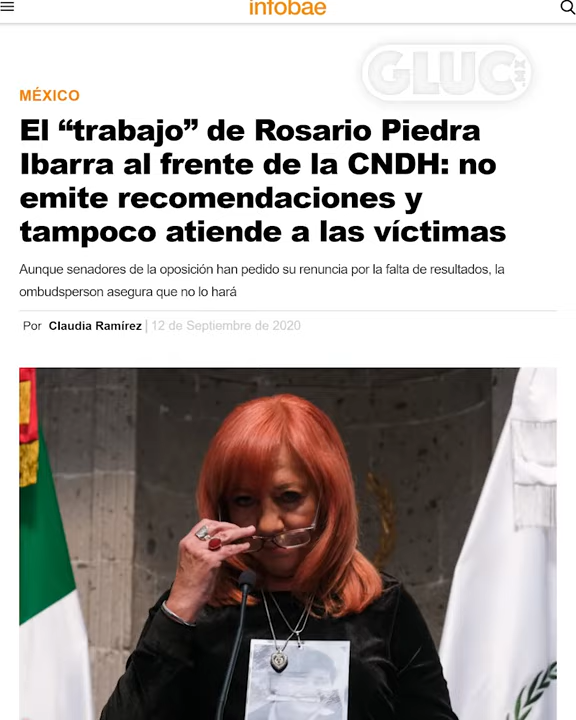 infobae
GLUC.MX
MÉXICO
El “trabajo” de Rosario Piedra
Ibarra al frente de la CNDH: no
emite recomendaciones y
tampoco atiende a las víctimas
Aunque senadores de la oposición han pedido su renuncia por la falta de resultados, la
ombudsperson asegura que no lo hará
Por Claudia Ramírez | 12 de Septiembre de 2020